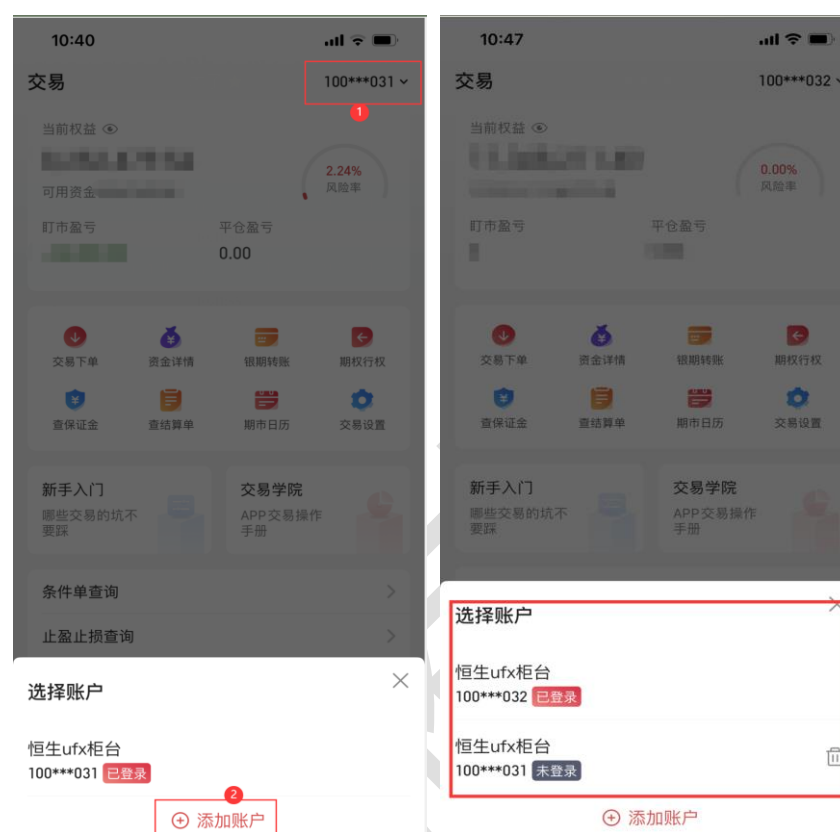 10:40
交易
100***031
1
当前权益
2.24%
可用资金
风险率
盯市盈亏
平仓盈亏
0.00
交易下单
资金详情
银期转账
期权行权
查保证金
查结算单
期市日历
交易设置
新手入门
哪些交易的坑不
要踩
交易学院
APP交易操作
手册
条件单查询
止盈止损查询
选择账户
恒生ufx柜台
100***031 已登录
2
添加账户
10:47
交易
100***032
当前权益
0.00%
风险率
盯市盈亏
平仓盈亏
交易下单
资金详情
银期转账
期权行权
查保证金
查结算单
期市日历
交易设置
新手入门
哪些交易的坑不
要踩
交易学院
APP交易操作
手册
选择账户
恒生ufx柜台
100***032 已登录
恒生ufx柜台
100***031 未登录
添加账户